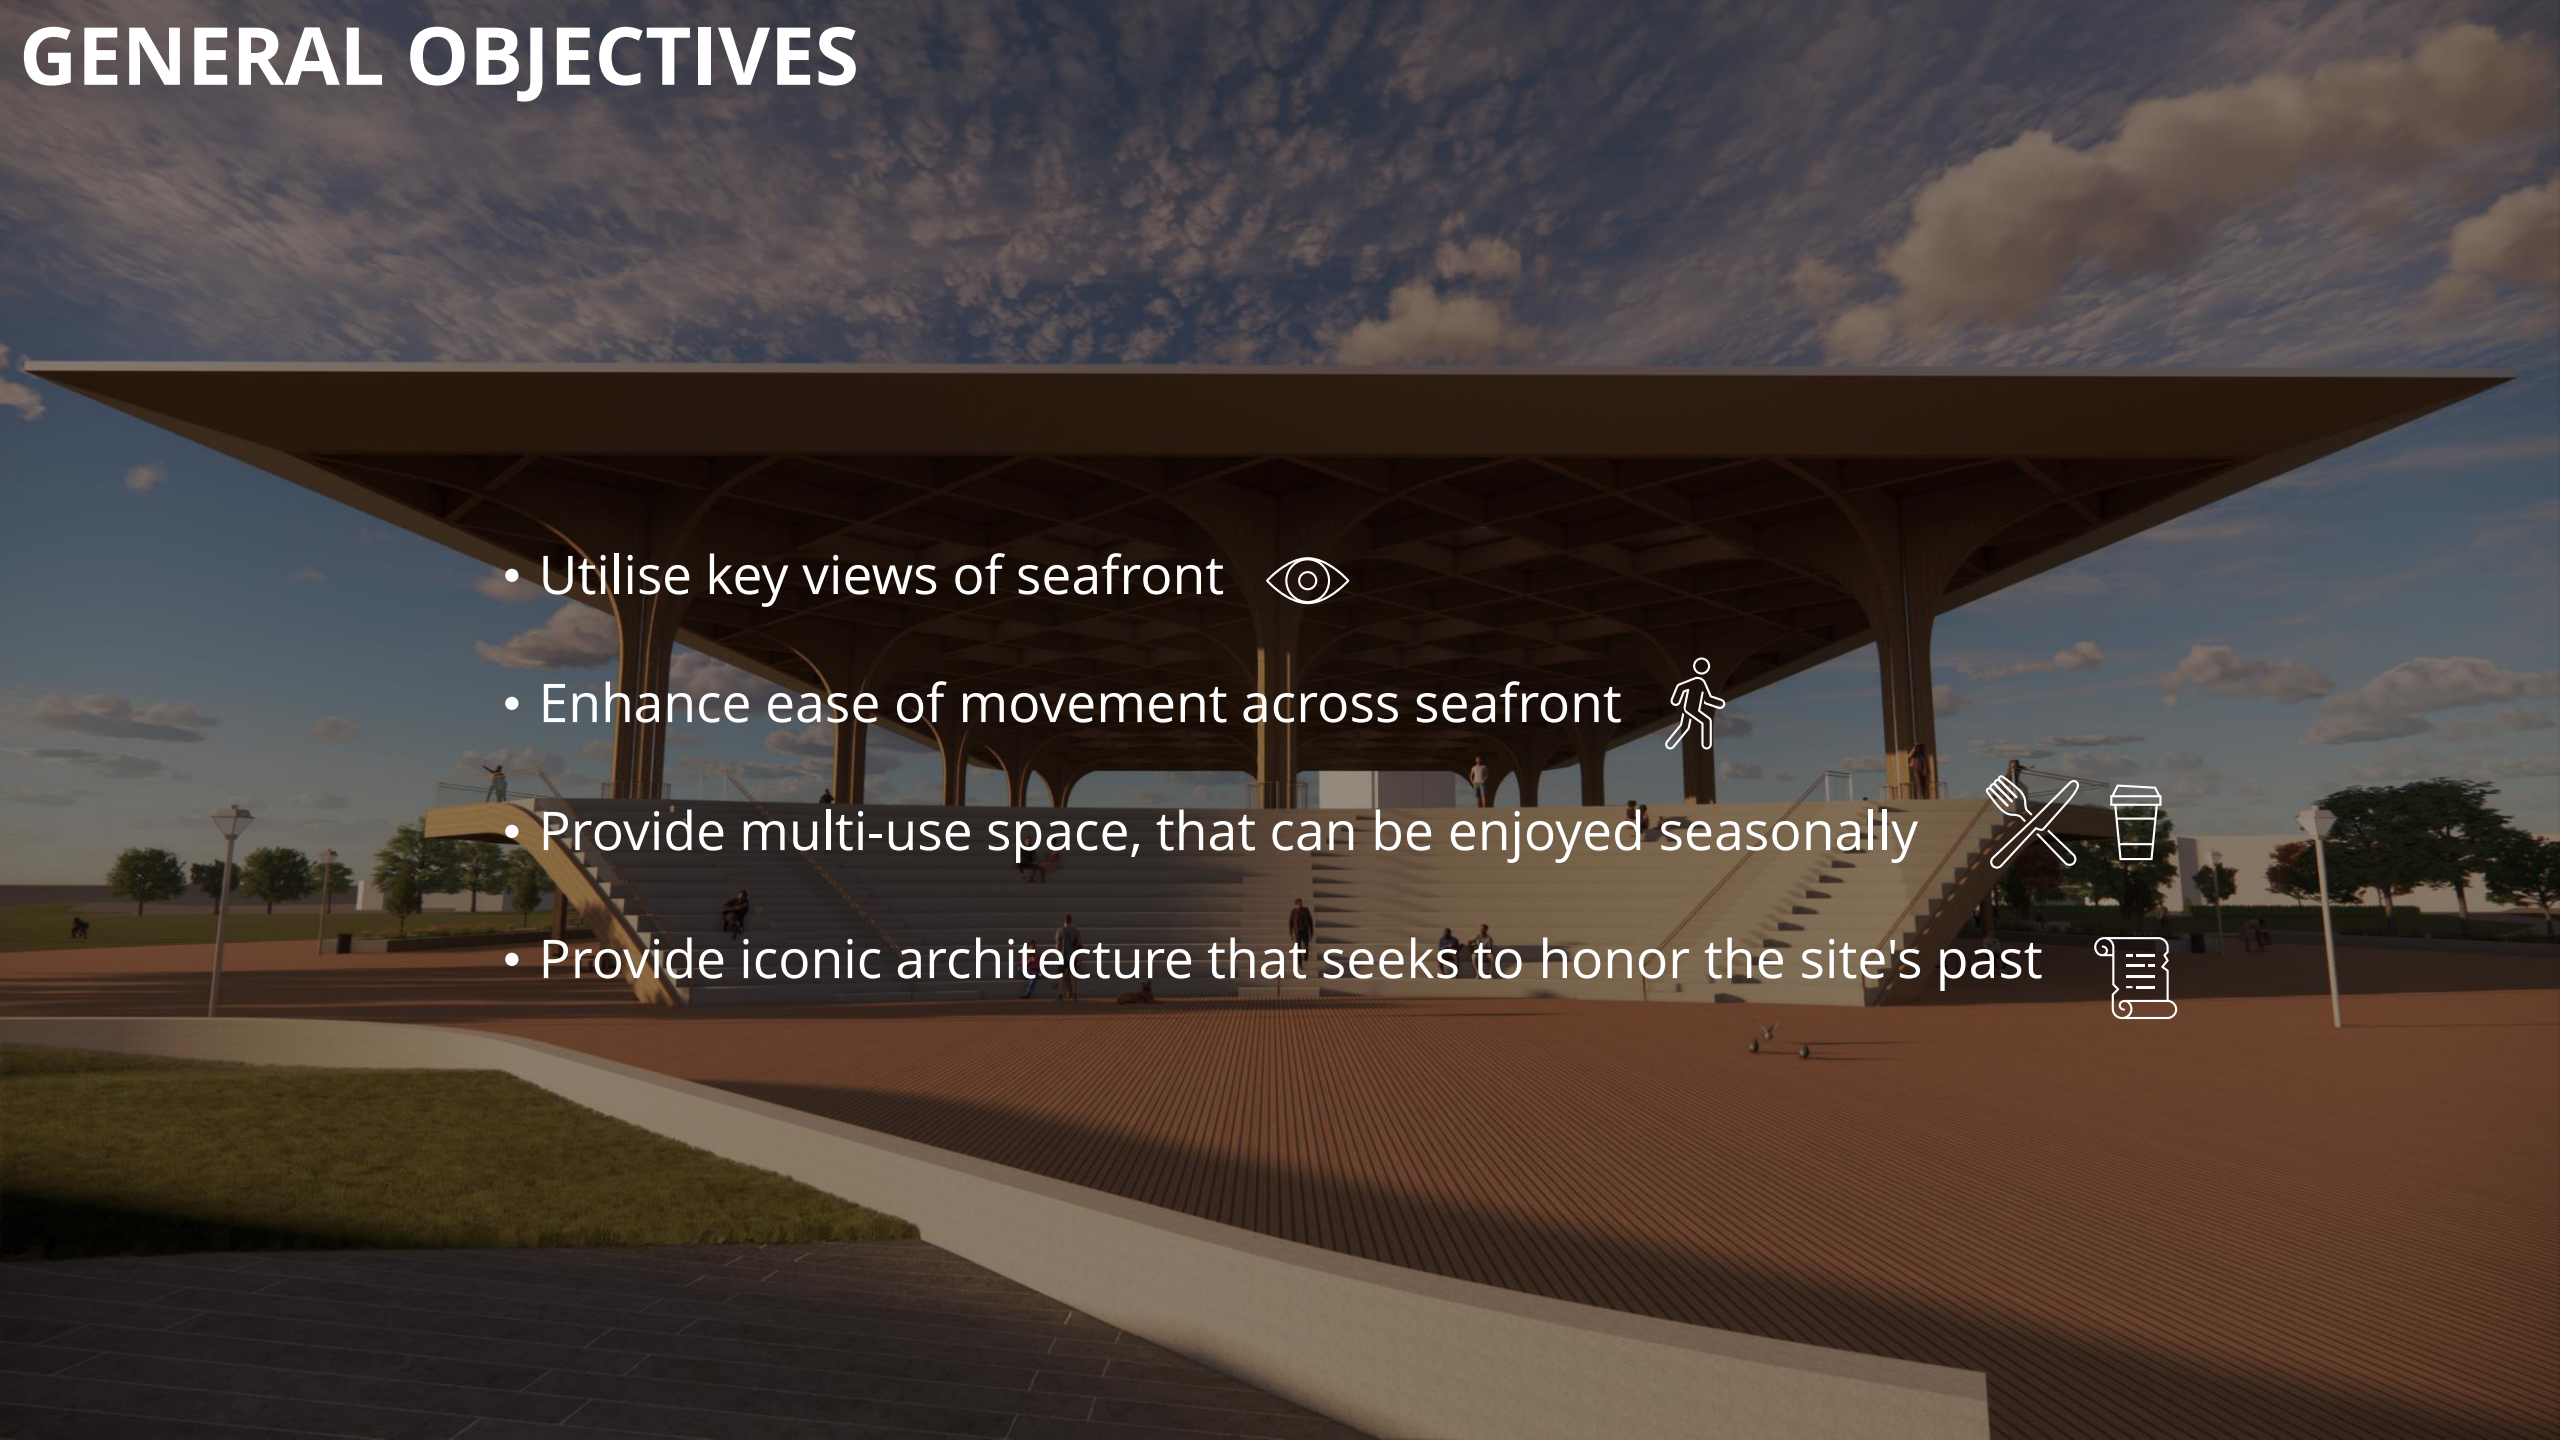 GENERAL OBJECTIVES
• Utilise key views of seafront
• Enhance ease of movement across seafront
• Provide multi-use space, that can be enjoyed seasonally
• Provide iconic architecture that seeks to honor the site's past